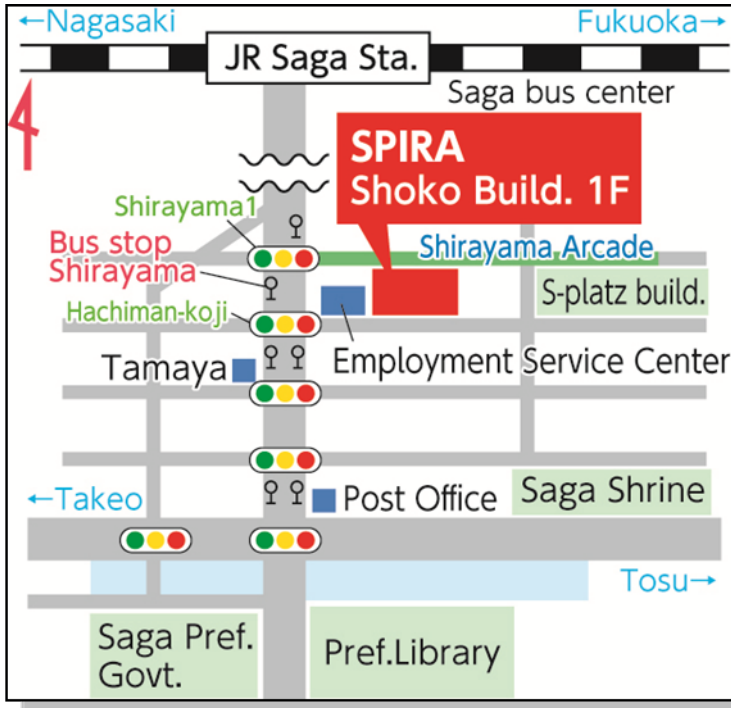 ←Nagasaki
Fukuoka→
JR Saga Sta.
Saga bus center
SPIRA
Shoko Build. 1F
Shirayama1
Bus stop
Shirayama
Shirayama Arcade
S-platz build.
Hachiman-koji
Tamaya
Employment Service Center
←Takeo
Post Office
Saga Shrine
Tosu→
Saga Pref.
Govt.
Pref.Library